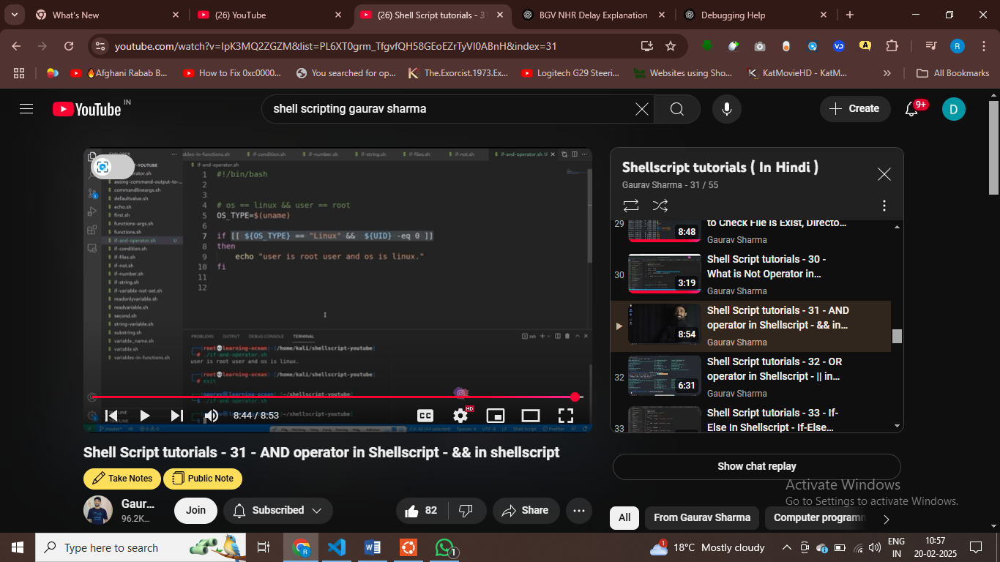 What's New
(26) YouTube
(26) Shell Script tutorials - 31
BGV NHR Delay Explanation
Debugging Help
youtube.com/watch?v=IpK3MQ2ZGZM&list=PL6XT0grm_TfgvfQH58GEoEZrTyVI0ABnH&index=31
R
🔥Afghani Rabab B...
How to Fix 0xc0000...
You searched for op...
The.Exorcist.1973.Ex...
Logitech G29 Steeri...
Websites using Sho...
KatMovieHD - KatM...
»
All Bookmarks
YouTube IN
shell scripting gaurav sharma
Create
9+
D
EXPLORER
-YOUTUBE
assing-command-output-to-...
commandlineargs.sh
defaultvalue.sh
echo.sh
first.sh
functions-args.sh
functions.sh
if-and-operator.sh U
if-condition.sh
if-files.sh
if-not.sh
if-number.sh
if-string.sh
if-variable-not-set.sh
readonlyvariable.sh
readvariable.sh
second.sh
string-variable.sh
substring.sh
variable_name.sh
variable.sh
variables-in-functions.sh
ables-in-functions.sh
if-condition.sh
if-number.sh
if-string.sh
if-files.sh
if-not.sh
if-and-operator.sh U
if-and-operator.sh
1 #!/bin/bash
2
3
4 # os == linux && user == root
5 OS_TYPE=$(uname)
6
7 if [[ ${OS_TYPE} == "Linux" && ${UID} -eq 0 ]]
8 then
9 echo "user is root user and os is linux."
10 fi
11
12
PROBLEMS OUTPUT DEBUG CONSOLE TERMINAL
zsh
(root💀learning-ocean)-[/home/kali/shellscript-youtube]
# ./if-and-operator.sh
user is root user and os is linux.
(root💀learning-ocean)-[/home/kali/shellscript-youtube]
# exit
(gaurav㉿learning-ocean)-[~/shellscript-youtube]
$ ./if-and-operator.sh
(gaurav㉿learning-ocean)-[~/shellscript-youtube]
$
8:44 / 8:53
CC
HD
Shell Script tutorials - 31 - AND operator in Shellscript - && in shellscript
Take Notes
Public Note
Gaur...
96.2K...
Join
Subscribed
82
Share
Shellscript tutorials ( In Hindi )
Gaurav Sharma - 31 / 55
29
8:48
to Check File is Exist, Directo...
Gaurav Sharma
30
3:19
Shell Script tutorials - 30 -
What is Not Operator in...
Gaurav Sharma
8:54
Shell Script tutorials - 31 - AND
operator in Shellscript - && in...
Gaurav Sharma
32
6:31
Shell Script tutorials - 32 - OR
operator in Shellscript - || in...
Gaurav Sharma
33
Shell Script tutorials - 33 - If-
Else In Shellscript - If-Else...
Show chat replay
Activate Windows
Go to Settings to activate Windows.
All
From Gaurav Sharma
Computer programm
Type here to search
1
1
18°C Mostly cloudy
ENG
IN
10:57
20-02-2025